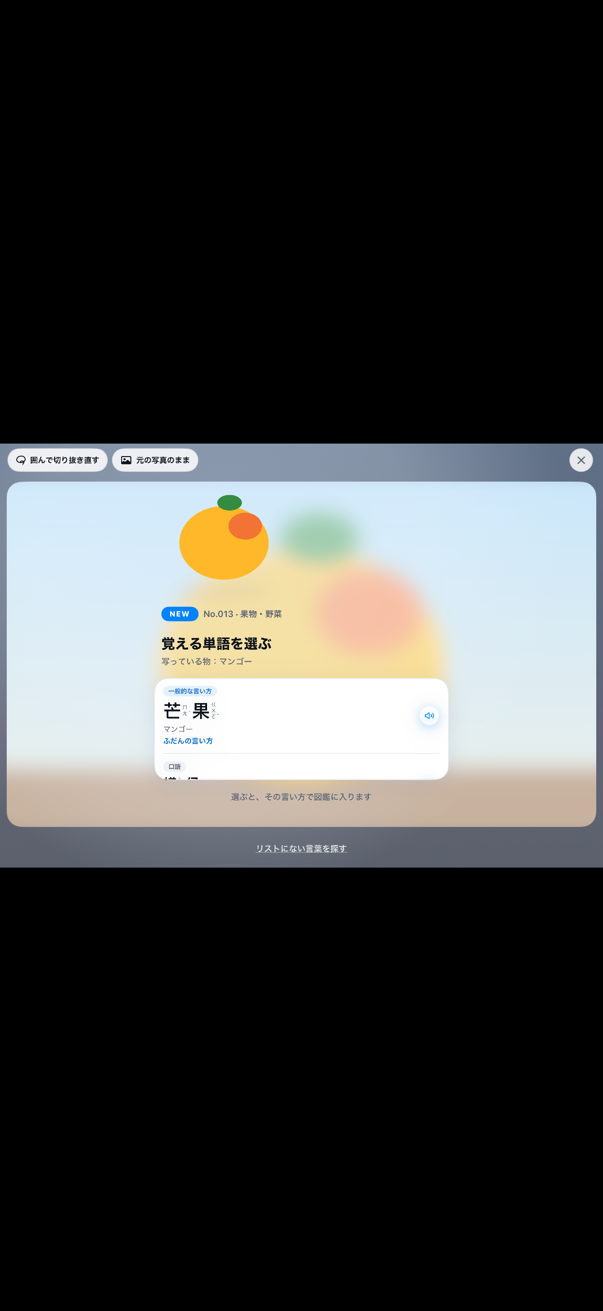 囲んで切り抜き直す
元の写真のまま
NEW No.013・果物・野菜
覚える単語を選ぶ
写っている物：マンゴー
一般的な言い方
芒果
マンゴー
ふだんの言い方
口語
選ぶと、その言い方で図鑑に入ります
リストにない言葉を探す